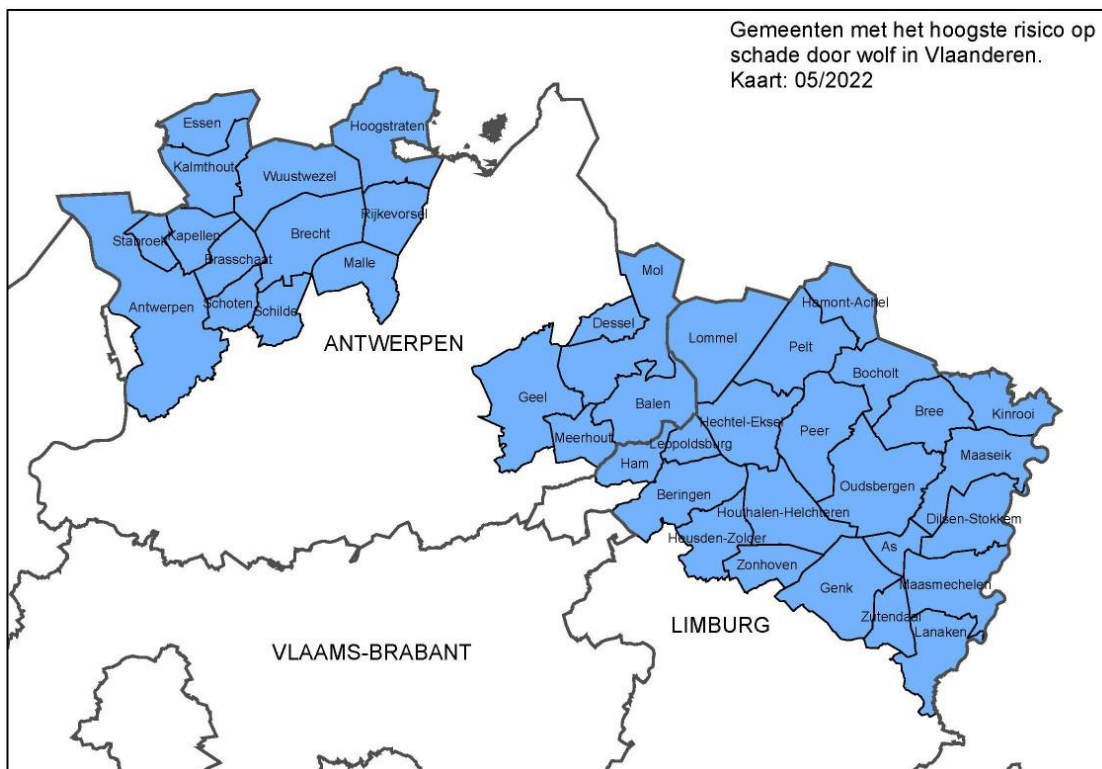 Gemeenten met het hoogste risico op
schade door wolf in Vlaanderen.
Kaart: 05/2022
Essen
Hoogstraten
Kalmthout
Wuustwezel
Rijkevorsel
Stabroek
Kapellen
Brecht
Brasschaat
Malle
Antwerpen
Schoten
Schilde
ANTWERPEN
Mol
Hamont-Achel
Dessel
Lommel
Pelt
Bocholt
Geel
Balen
Hechtel-Eksel
Peer
Bree
Kinrooi
Meerhout
Leopoldsburg
Ham
Maaseik
Oudsbergen
Beringen
Houthalen-Helchteren
Dilsen-Stokkem
Heusden-Zolder
As
Zonhoven
Genk
Maasmechelen
Zutendaal
Lanaken
LIMBURG
VLAAMS-BRABANT